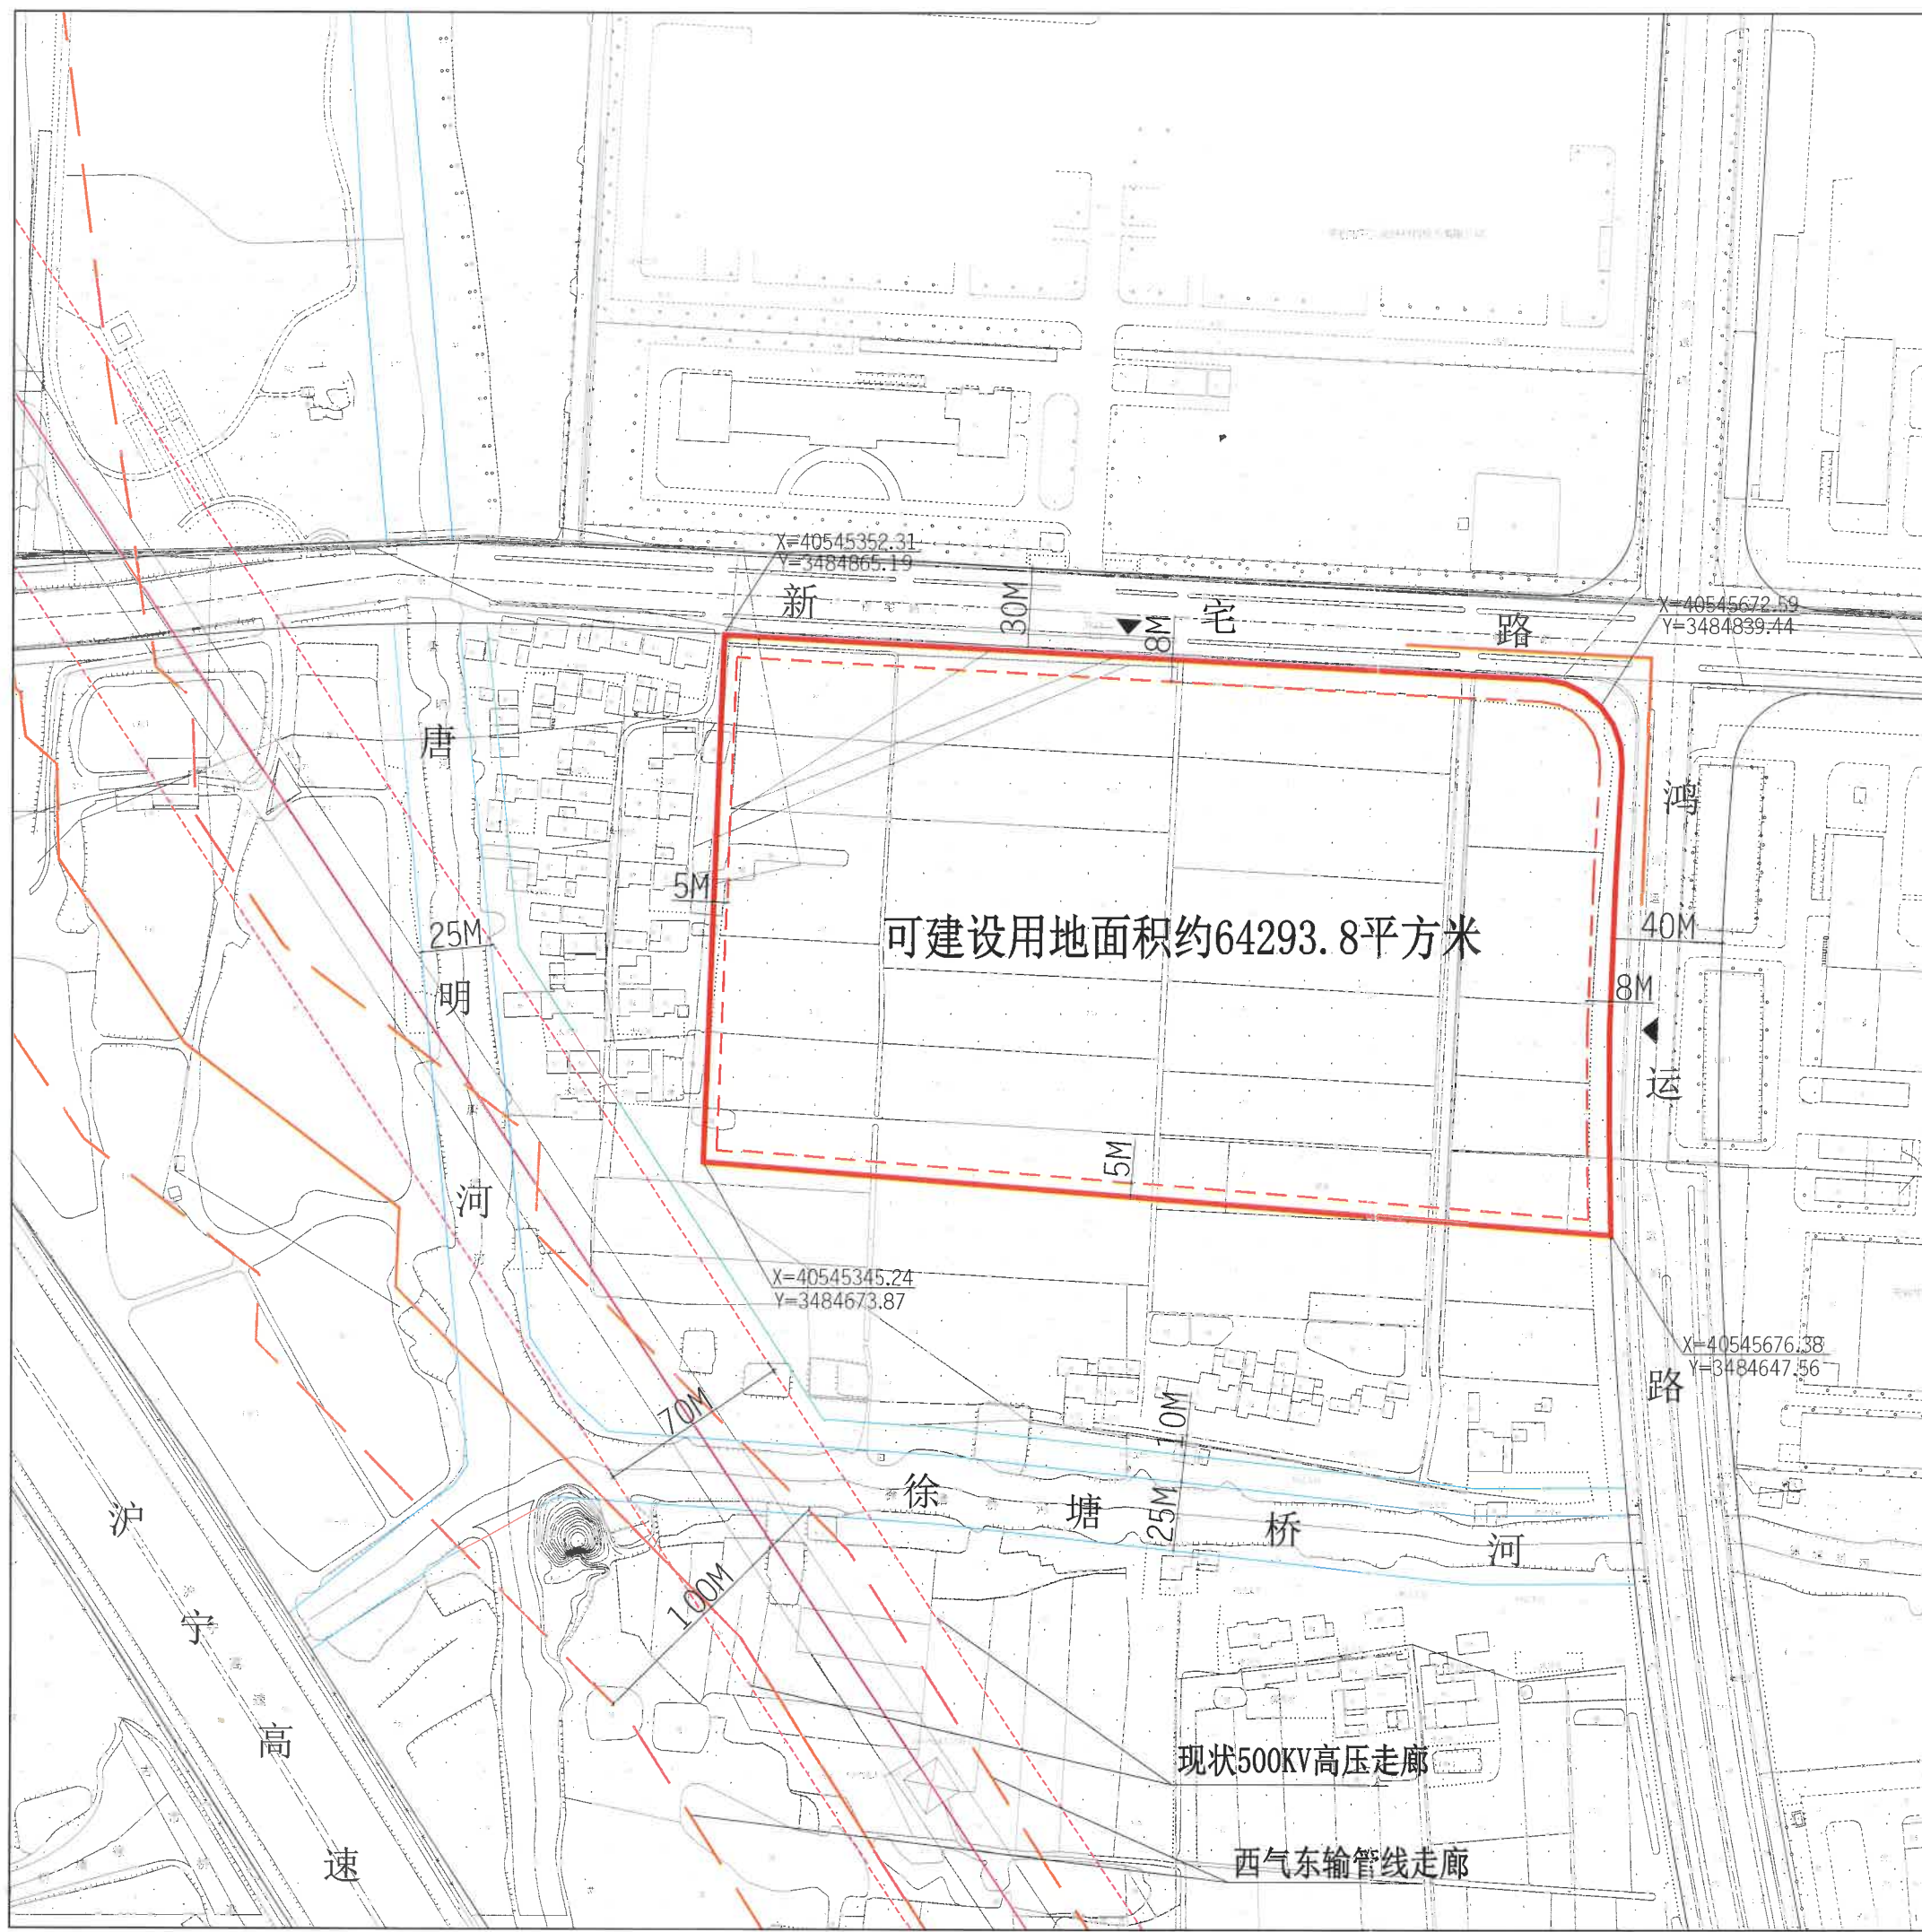 X=40545352.31
Y=3484865.19
新宅路
30M
8M
X=40545672.59
Y=3484839.44
唐明河
鸿运路
5M
25M
40M
可建设用地面积约64293.8平方米
8M
5M
X=40545345.24
Y=3484673.87
X=40545676.38
Y=3484647.56
70M
10M
25M
徐塘桥河
100M
沪宁高速
现状500KV高压走廊
西气东输管线走廊